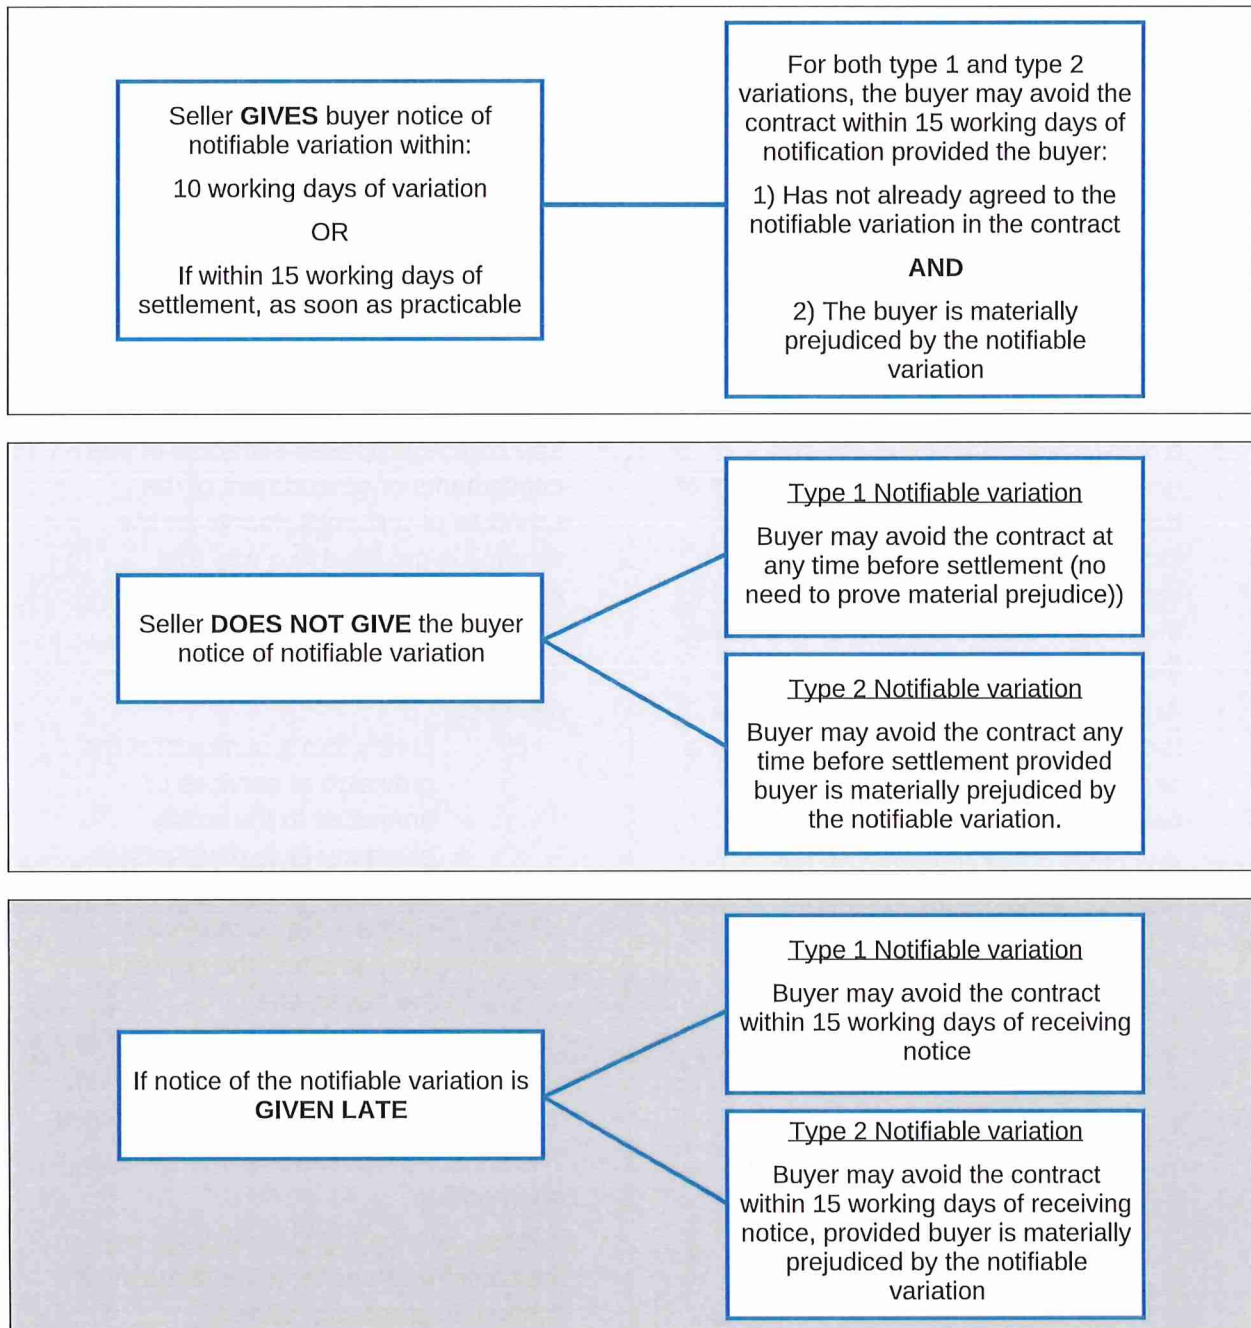 Seller GIVES buyer notice of
notifiable variation within:
10 working days of variation
OR
If within 15 working days of
settlement, as soon as practicable
For both type 1 and type 2
variations, the buyer may avoid the
contract within 15 working days of
notification provided the buyer:
1) Has not already agreed to the
notifiable variation in the contract
AND
2) The buyer is materially
prejudiced by the notifiable
variation
Seller DOES NOT GIVE the buyer
notice of notifiable variation
Type 1 Notifiable variation
Buyer may avoid the contract at
any time before settlement (no
need to prove material prejudice))
Type 2 Notifiable variation
Buyer may avoid the contract any
time before settlement provided
buyer is materially prejudiced by
the notifiable variation.
If notice of the notifiable variation is
GIVEN LATE
Type 1 Notifiable variation
Buyer may avoid the contract
within 15 working days of receiving
notice
Type 2 Notifiable variation
Buyer may avoid the contract
within 15 working days of receiving
notice, provided buyer is materially
prejudiced by the notifiable
variation